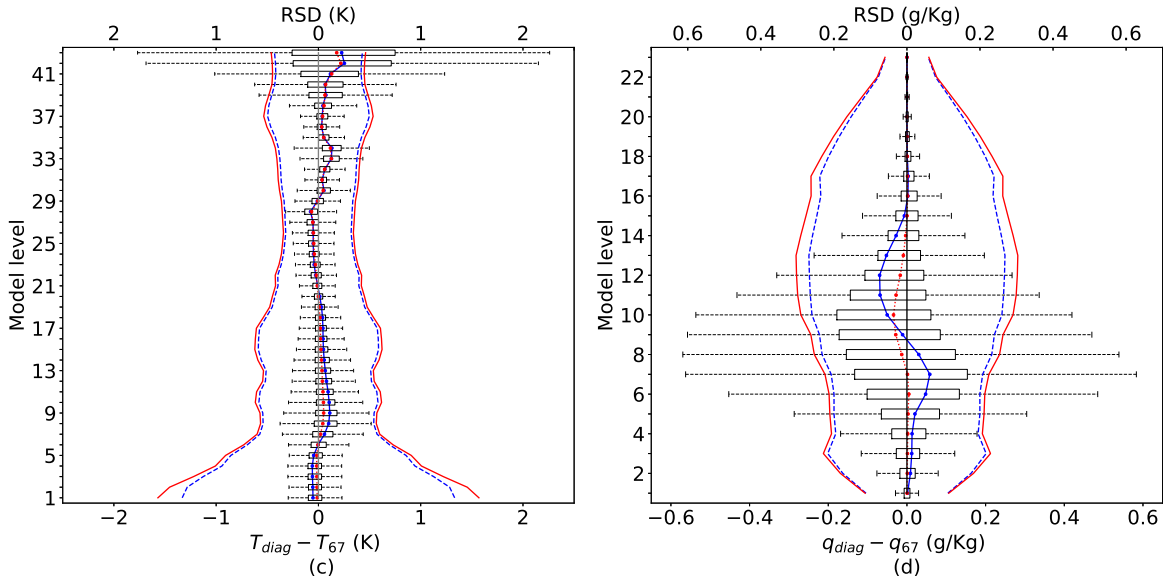 RSD (K)
−2 −1 0 1 2
Model level
41
37
33
29
25
21
17
13
9
5
1
−2 −1 0 1 2
T_diag − T_67 (K)
(c)
RSD (g/Kg)
−0.6 −0.4 −0.2 0 0.2 0.4 0.6
Model level
22
20
18
16
14
12
10
8
6
4
2
−0.6 −0.4 −0.2 0.0 0.2 0.4 0.6
q_diag − q_67 (g/Kg)
(d)